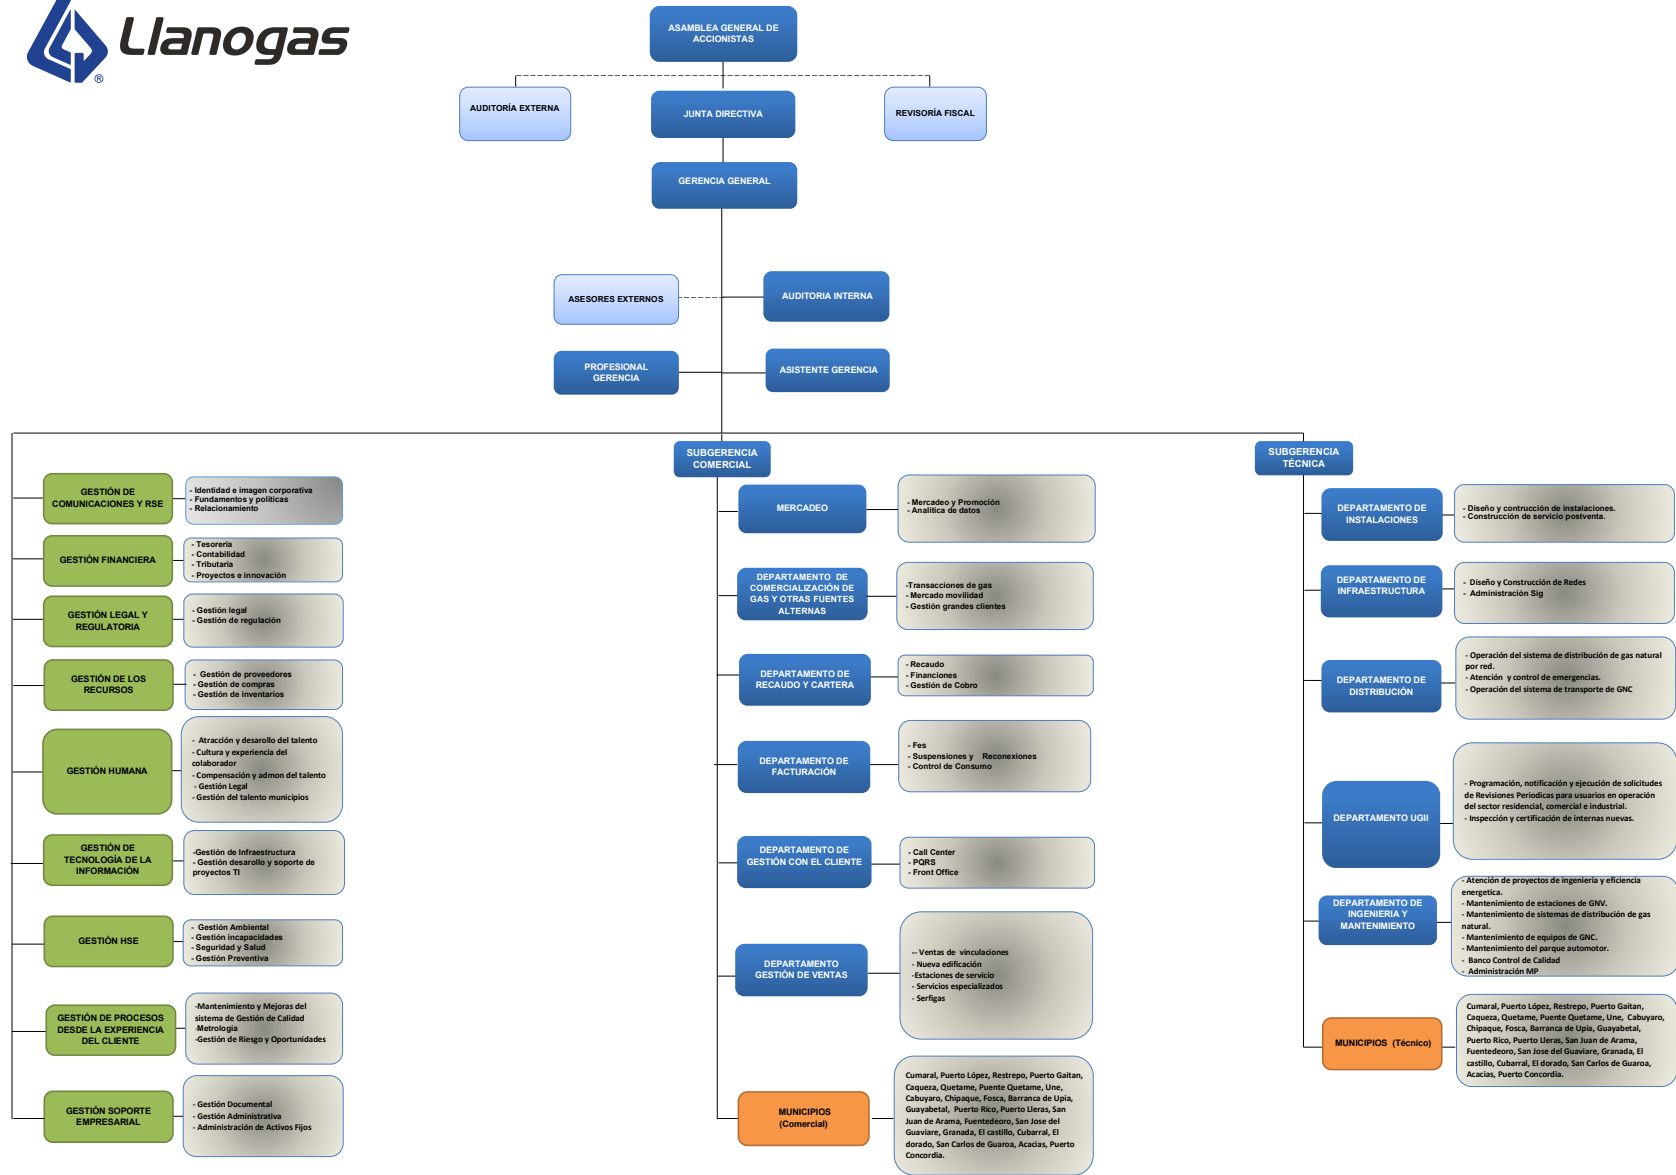 Llanogas
®
ASAMBLEA GENERAL DE
ACCIONISTAS
AUDITORÍA EXTERNA
JUNTA DIRECTIVA
REVISORÍA FISCAL
GERENCIA GENERAL
ASESORES EXTERNOS
AUDITORIA INTERNA
PROFESIONAL
GERENCIA
ASISTENTE GERENCIA
GESTIÓN DE
COMUNICACIONES Y RSE
- Identidad e imagen corporativa
- Fundamentos y políticas
- Relacionamiento
GESTIÓN FINANCIERA
- Tesorería
- Contabilidad
- Tributaria
- Proyectos e innovación
GESTIÓN LEGAL Y
REGULATORIA
- Gestión legal
- Gestión de regulación
GESTIÓN DE LOS
RECURSOS
- Gestión de proveedores
- Gestión de compras
- Gestión de inventarios
GESTIÓN HUMANA
- Atracción y desarollo del talento
- Cultura y experiencia del
colaborador
- Compensación y admon del talento
- Gestión Legal
- Gestión del talento municipios
GESTIÓN DE
TECNOLOGÍA DE LA
INFORMACIÓN
-Gestión de Infraestructura
- Gestión desarollo y soporte de
proyectos TI
GESTIÓN HSE
- Gestión Ambiental
- Gestión incapacidades
- Seguridad y Salud
- Gestión Preventiva
GESTIÓN DE PROCESOS
DESDE LA EXPERIENCIA
DEL CLIENTE
-Mantenimiento y Mejoras del
sistema de Gestión de Calidad
-Metrología
-Gestión de Riesgo y Oportunidades
GESTIÓN SOPORTE
EMPRESARIAL
- Gestión Documental
- Gestión Administrativa
- Administración de Activos Fijos
SUBGERENCIA
COMERCIAL
MERCADEO
- Mercadeo y Promoción
- Analítica de datos
DEPARTAMENTO DE
COMERCIALIZACIÓN DE
GAS Y OTRAS FUENTES
ALTERNAS
-Transacciones de gas
- Mercado movilidad
- Gestión grandes clientes
DEPARTAMENTO DE
RECAUDO Y CARTERA
- Recaudo
- Financiones
- Gestión de Cobro
DEPARTAMENTO DE
FACTURACIÓN
- Fes
- Suspensiones y Reconexiones
- Control de Consumo
DEPARTAMENTO DE
GESTIÓN CON EL CLIENTE
- Call Center
- PQRS
- Front Office
DEPARTAMENTO
GESTIÓN DE VENTAS
-- Ventas de vinculaciones
- Nueva edificación
-Estaciones de servicio
- Servicios especializados
- Serfigas
MUNICIPIOS
(Comercial)
Cumaral, Puerto López, Restrepo, Puerto Gaitan,
Caqueza, Quetame, Puente Quetame, Une,
Cabuyaro, Chipaque, Fosca, Barranca de Upia,
Guayabetal, Puerto Rico, Puerto Lleras, San
Juan de Arama, Fuentedeoro, San Jose del
Guaviare, Granada, El castillo, Cubarral, El
dorado, San Carlos de Guaroa, Acacias, Puerto
Concordia.
SUBGERENCIA
TÉCNICA
DEPARTAMENTO DE
INSTALACIONES
- Diseño y contrucción de instalaciones.
- Construcción de servicio postventa.
DEPARTAMENTO DE
INFRAESTRUCTURA
- Diseño y Construcción de Redes
- Administración Sig
DEPARTAMENTO DE
DISTRIBUCIÓN
- Operación del sistema de distribución de gas natural
por red.
- Atención y control de emergencias.
- Operación del sistema de transporte de GNC
DEPARTAMENTO UGII
- Programación, notificación y ejecución de solicitudes
de Revisiones Periodicas para usuarios en operación
del sector residencial, comercial e industrial.
- Inspección y certificación de internas nuevas.
DEPARTAMENTO DE
INGENIERIA Y
MANTENIMIENTO
- Atención de proyectos de ingeniería y eficiencia
energetica.
- Mantenimiento de estaciones de GNV.
- Mantenimiento de sistemas de distribución de gas
natural.
- Mantenimiento de equipos de GNC.
- Mantenimiento del parque automotor.
- Banco Control de Calidad
- Administración MP
MUNICIPIOS (Técnico)
Cumaral, Puerto López, Restrepo, Puerto Gaitan,
Caqueza, Quetame, Puente Quetame, Une, Cabuyaro,
Chipaque, Fosca, Barranca de Upia, Guayabetal,
Puerto Rico, Puerto Lleras, San Juan de Arama,
Fuentedeoro, San Jose del Guaviare, Granada, El
castillo, Cubarral, El dorado, San Carlos de Guaroa,
Acacias, Puerto Concordia.